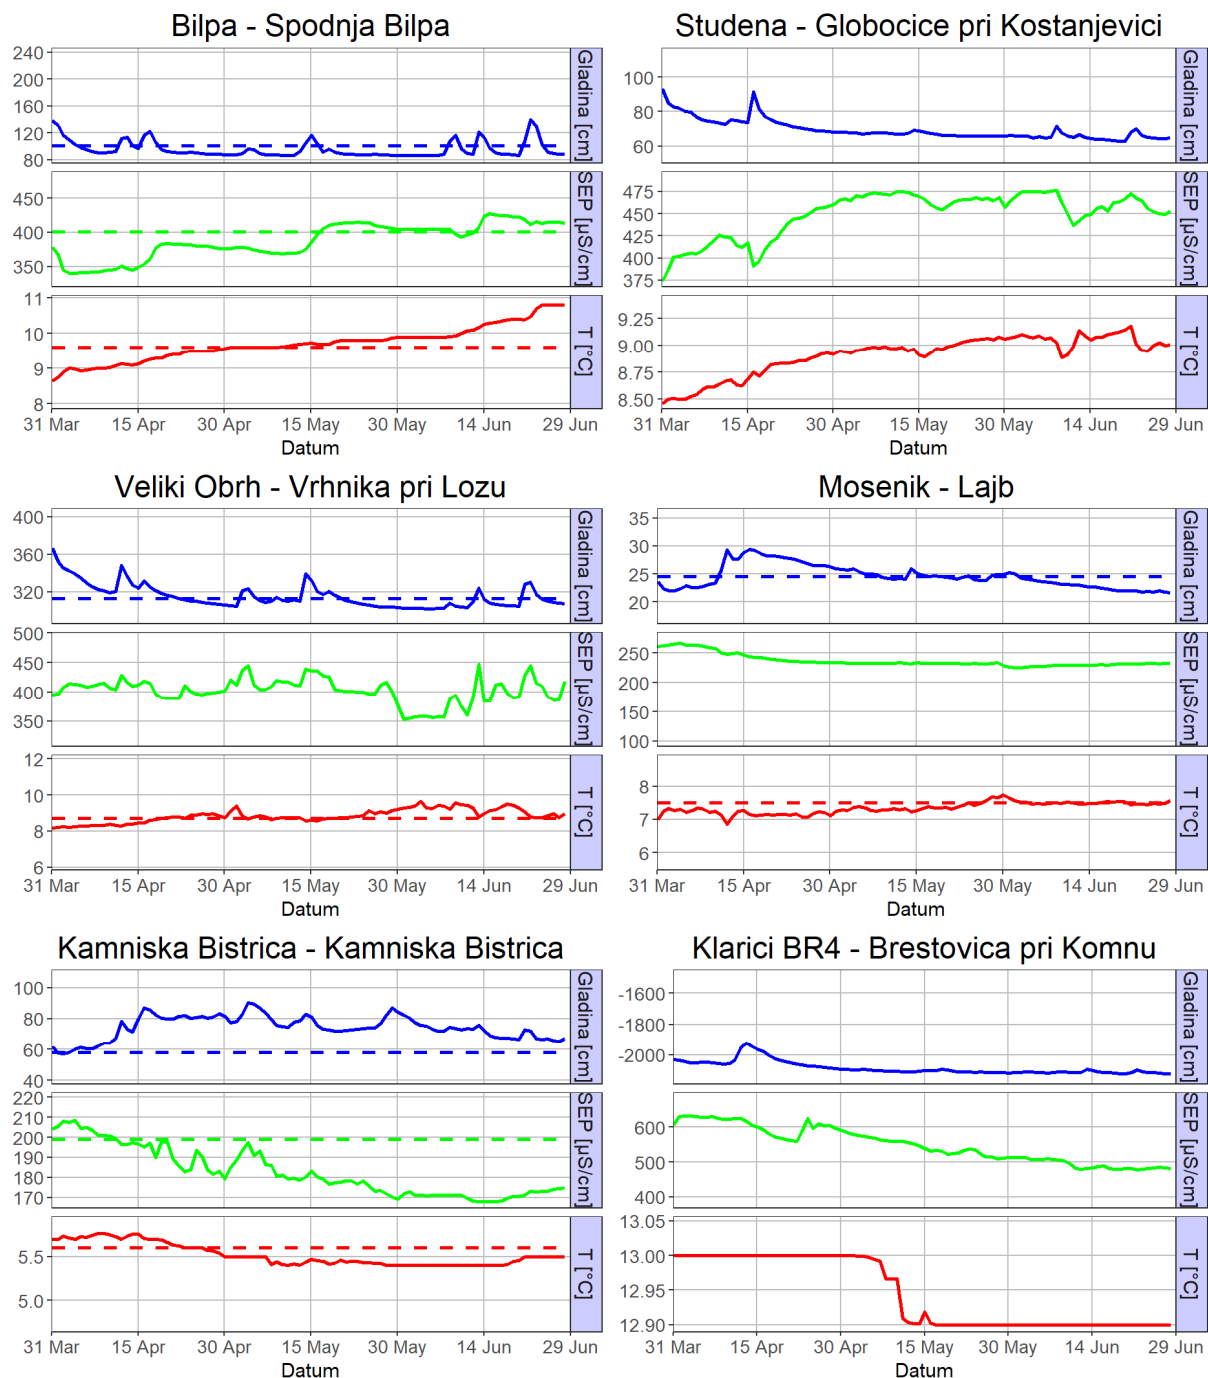 Bilpa - Spodnja Bilpa
240
200
160
120
80
Gladina [cm]
450
400
350
SEP [µS/cm]
11
10
9
8
T [°C]
31 Mar 15 Apr 30 Apr 15 May 30 May 14 Jun 29 Jun
Datum
Studena - Globocice pri Kostanjevici
100
80
60
Gladina [cm]
475
450
425
400
375
SEP [µS/cm]
9.25
9.00
8.75
8.50
T [°C]
31 Mar 15 Apr 30 Apr 15 May 30 May 14 Jun 29 Jun
Datum
Veliki Obrh - Vrhnika pri Lozu
400
360
320
Gladina [cm]
500
450
400
350
SEP [µS/cm]
12
10
8
6
T [°C]
31 Mar 15 Apr 30 Apr 15 May 30 May 14 Jun 29 Jun
Datum
Mosenik - Lajb
35
30
25
20
Gladina [cm]
250
200
150
100
SEP [µS/cm]
8
7
6
T [°C]
31 Mar 15 Apr 30 Apr 15 May 30 May 14 Jun 29 Jun
Datum
Kamniska Bistrica - Kamniska Bistrica
100
80
60
40
Gladina [cm]
220
210
200
190
180
170
SEP [µS/cm]
5.5
5.0
T [°C]
31 Mar 15 Apr 30 Apr 15 May 30 May 14 Jun 29 Jun
Datum
Klarici BR4 - Brestovica pri Komnu
-1600
-1800
-2000
Gladina [cm]
600
500
400
SEP [µS/cm]
13.05
13.00
12.95
12.90
T [°C]
31 Mar 15 Apr 30 Apr 15 May 30 May 14 Jun 29 Jun
Datum